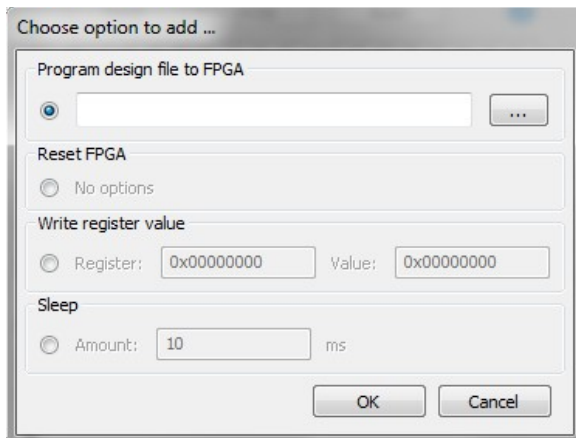 Choose option to add ...
Program design file to FPGA
...
Reset FPGA
No options
Write register value
Register: 0x00000000 Value: 0x00000000
Sleep
Amount: 10 ms
OK Cancel